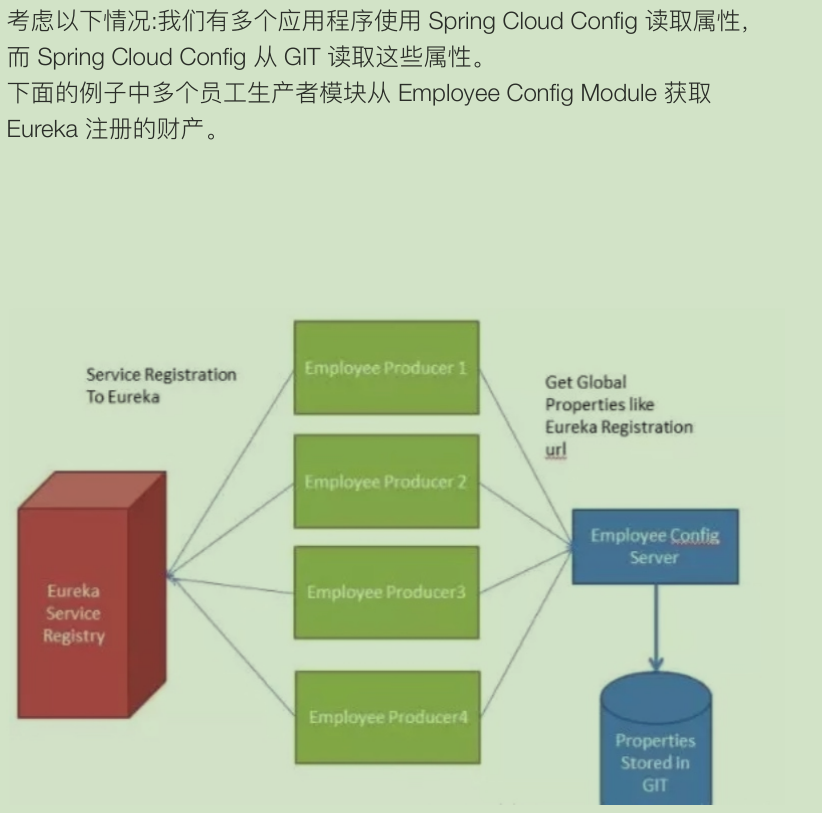 考虑以下情况:我们有多个应用程序使用 Spring Cloud Config 读取属性，
而 Spring Cloud Config 从 GIT 读取这些属性。
下面的例子中多个员工生产者模块从 Employee Config Module 获取
Eureka 注册的财产。
Service Registration
To Eureka
Employee Producer 1
Get Global
Properties like
Eureka Registration
url
Employee Producer 2
Employee Config
Server
Eureka
Service
Registry
Employee Producer3
Employee Producer4
Properties
Stored in
GIT